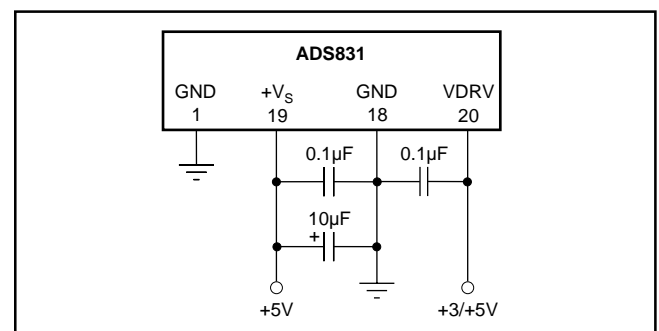 ADS831
GND +VS GND VDRV
1 19 18 20
0.1µF 0.1µF
10µF
+
+5V +3/+5V